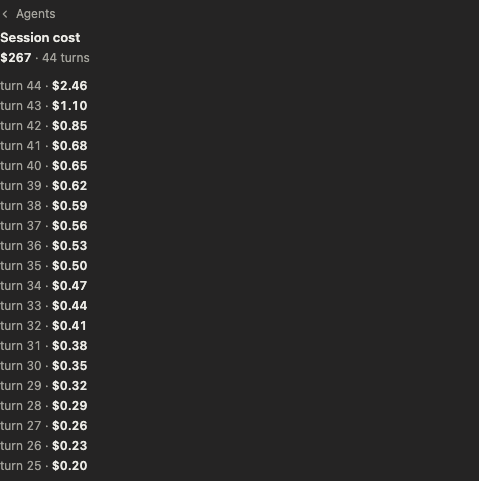 Agents
Session cost
$267 · 44 turns
turn 44 · $2.46
turn 43 · $1.10
turn 42 · $0.85
turn 41 · $0.68
turn 40 · $0.65
turn 39 · $0.62
turn 38 · $0.59
turn 37 · $0.56
turn 36 · $0.53
turn 35 · $0.50
turn 34 · $0.47
turn 33 · $0.44
turn 32 · $0.41
turn 31 · $0.38
turn 30 · $0.35
turn 29 · $0.32
turn 28 · $0.29
turn 27 · $0.26
turn 26 · $0.23
turn 25 · $0.20